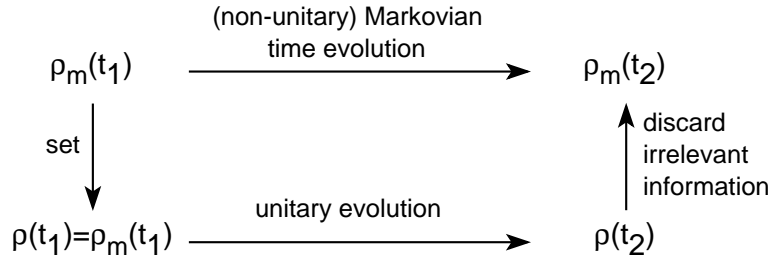 (non-unitary) Markovian
time evolution
ρm(t1)
ρm(t2)
set
discard
irrelevant
information
unitary evolution
ρ(t1)=ρm(t1)
ρ(t2)